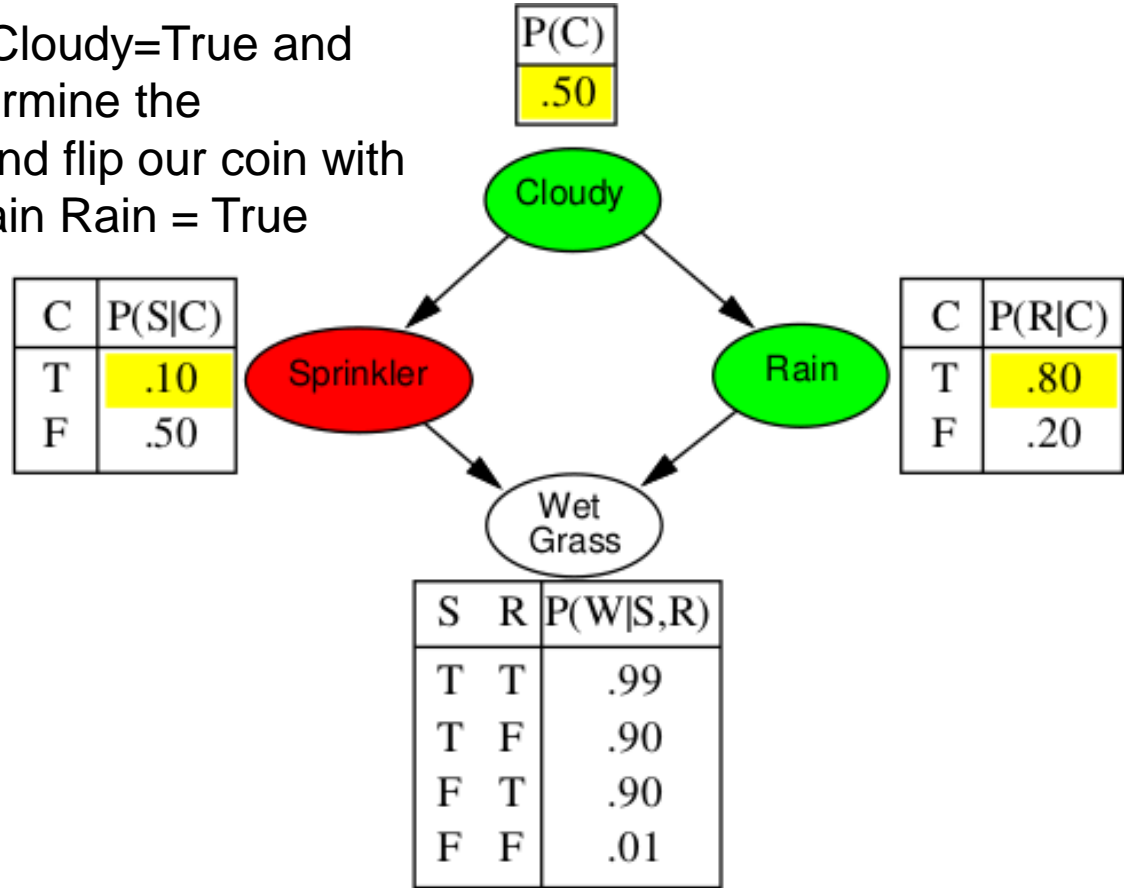 Cloudy=True and
ermine the
nd flip our coin with
ain Rain = True
P(C)
.50
Cloudy
C P(S|C)
T .10
F .50
Sprinkler
Rain
C P(R|C)
T .80
F .20
Wet
Grass
S R P(W|S,R)
T T .99
T F .90
F T .90
F F .01